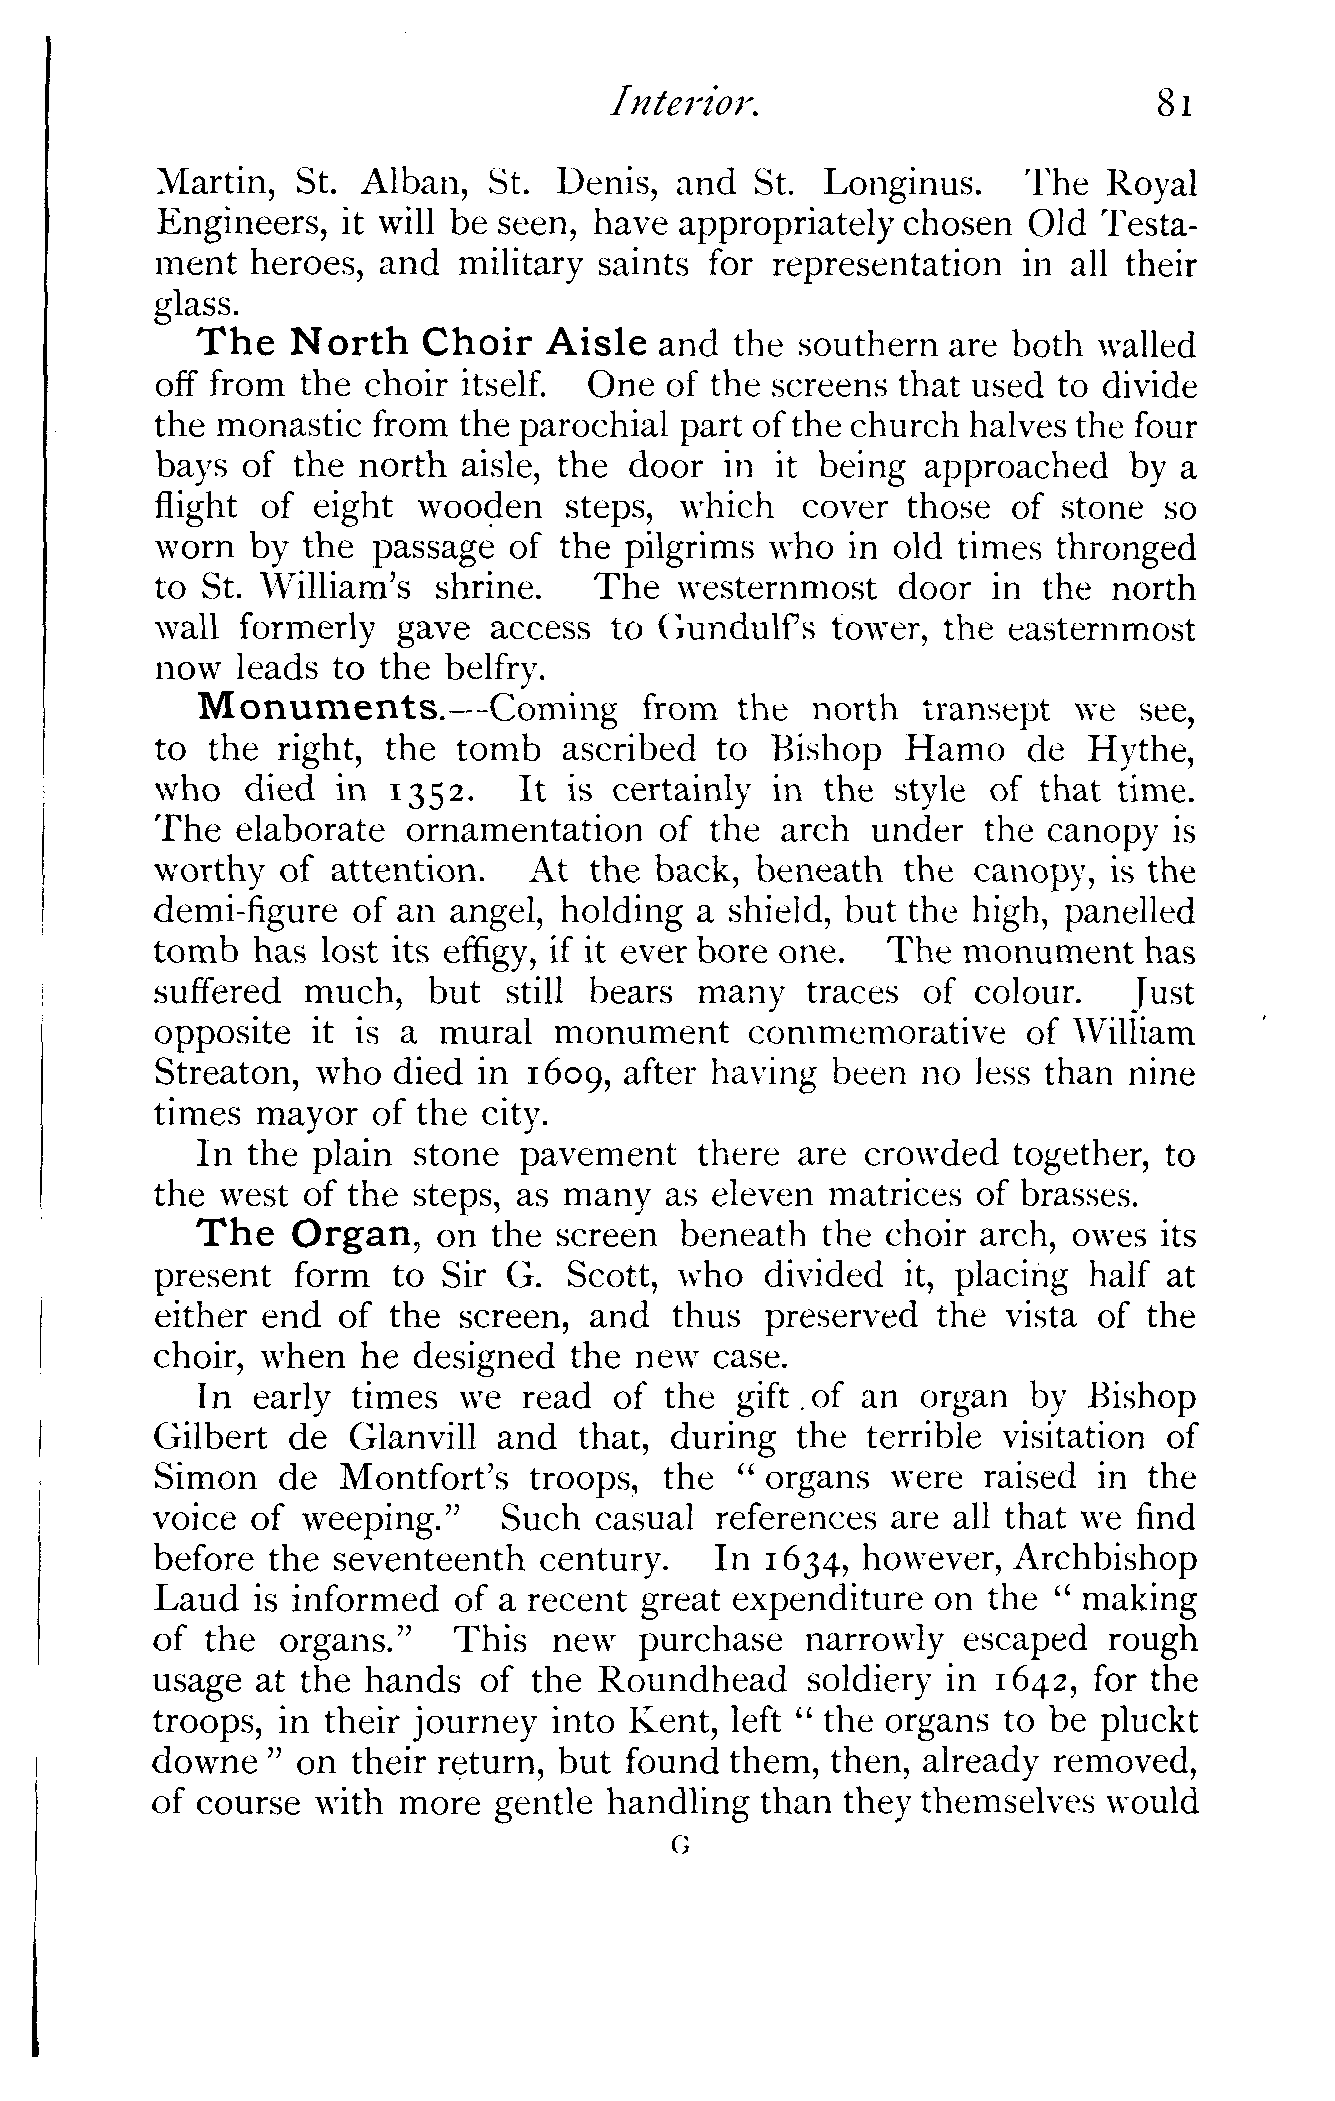 Interior. 81
Martin, St. Alban, St. Denis, and St. Longinus. The Royal
Engineers, it will be seen, have appropriately chosen Old Testa-
ment heroes, and military saints for representation in all their
glass.
The North Choir Aisle and the southern are both walled
off from the choir itself. One of the screens that used to divide
the monastic from the parochial part of the church halves the four
bays of the north aisle, the door in it being approached by a
flight of eight wooden steps, which cover those of stone so
worn by the passage of the pilgrims who in old times thronged
to St. William's shrine. The westernmost door in the north
wall formerly gave access to Gundulf's tower, the easternmost
now leads to the belfry.
Monuments.—Coming from the north transept we see,
to the right, the tomb ascribed to Bishop Hamo de Hythe,
who died in 1352. It is certainly in the style of that time.
The elaborate ornamentation of the arch under the canopy is
worthy of attention. At the back, beneath the canopy, is the
demi-figure of an angel, holding a shield, but the high, panelled
tomb has lost its effigy, if it ever bore one. The monument has
suffered much, but still bears many traces of colour. Just
opposite it is a mural monument commemorative of William
Streaton, who died in 1609, after having been no less than nine
times mayor of the city.
In the plain stone pavement there are crowded together, to
the west of the steps, as many as eleven matrices of brasses.
The Organ, on the screen beneath the choir arch, owes its
present form to Sir G. Scott, who divided it, placing half at
either end of the screen, and thus preserved the vista of the
choir, when he designed the new case.
In early times we read of the gift of an organ by Bishop
Gilbert de Glanvill and that, during the terrible visitation of
Simon de Montfort's troops, the " organs were raised in the
voice of weeping." Such casual references are all that we find
before the seventeenth century. In 1634, however, Archbishop
Laud is informed of a recent great expenditure on the " making
of the organs." This new purchase narrowly escaped rough
usage at the hands of the Roundhead soldiery in 1642, for the
troops, in their journey into Kent, left " the organs to be pluckt
downe " on their return, but found them, then, already removed,
of course with more gentle handling than they themselves would
G